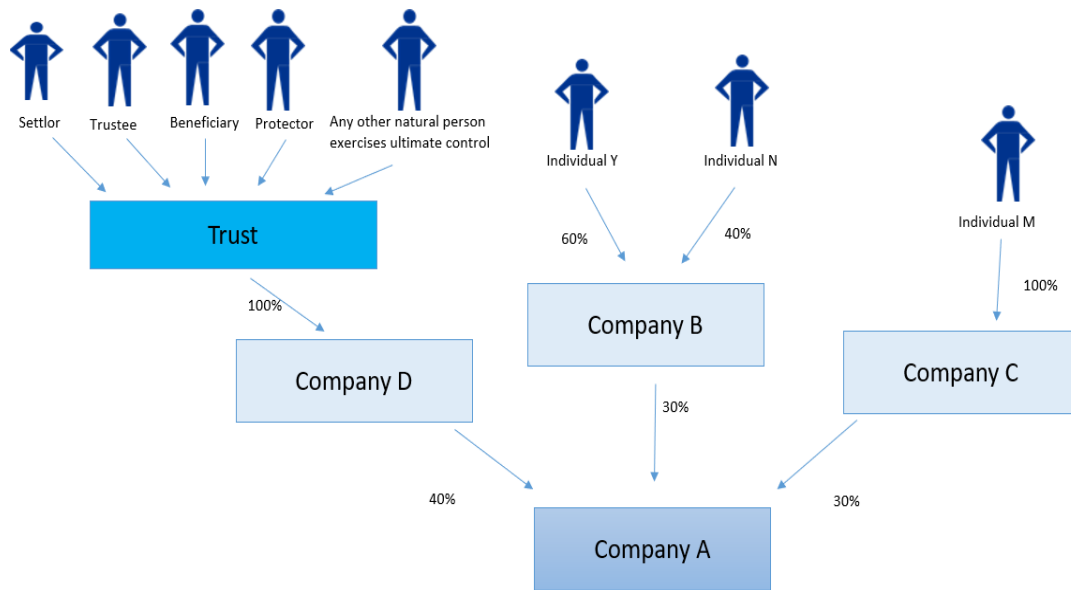 Settlor
Trustee
Beneficiary
Protector
Any other natural person
exercises ultimate control
Individual Y
Individual N
Individual M
Trust
60%
40%
100%
100%
Company D
Company B
Company C
40%
30%
30%
Company A